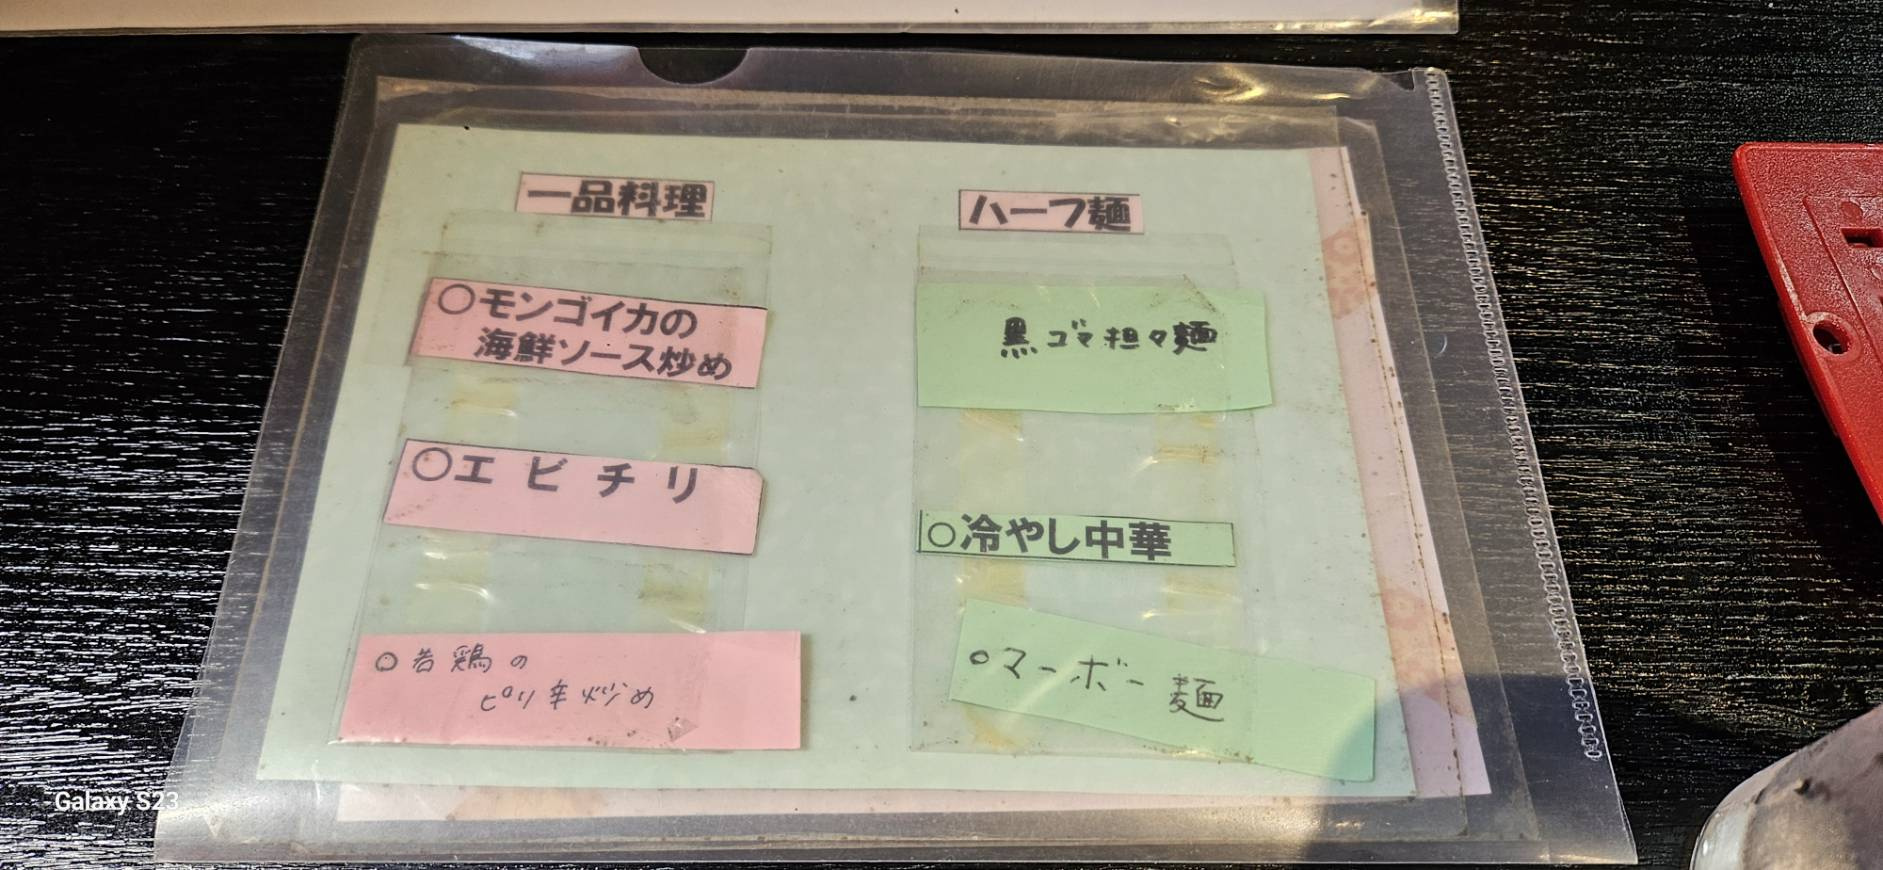 一品料理
○モンゴイカの
海鮮ソース炒め
○エビチリ
○若鶏の
ピリ辛炒め
ハーフ麺
黒ゴマ担々麺
○冷やし中華
○マーボー麺
Galaxy S23